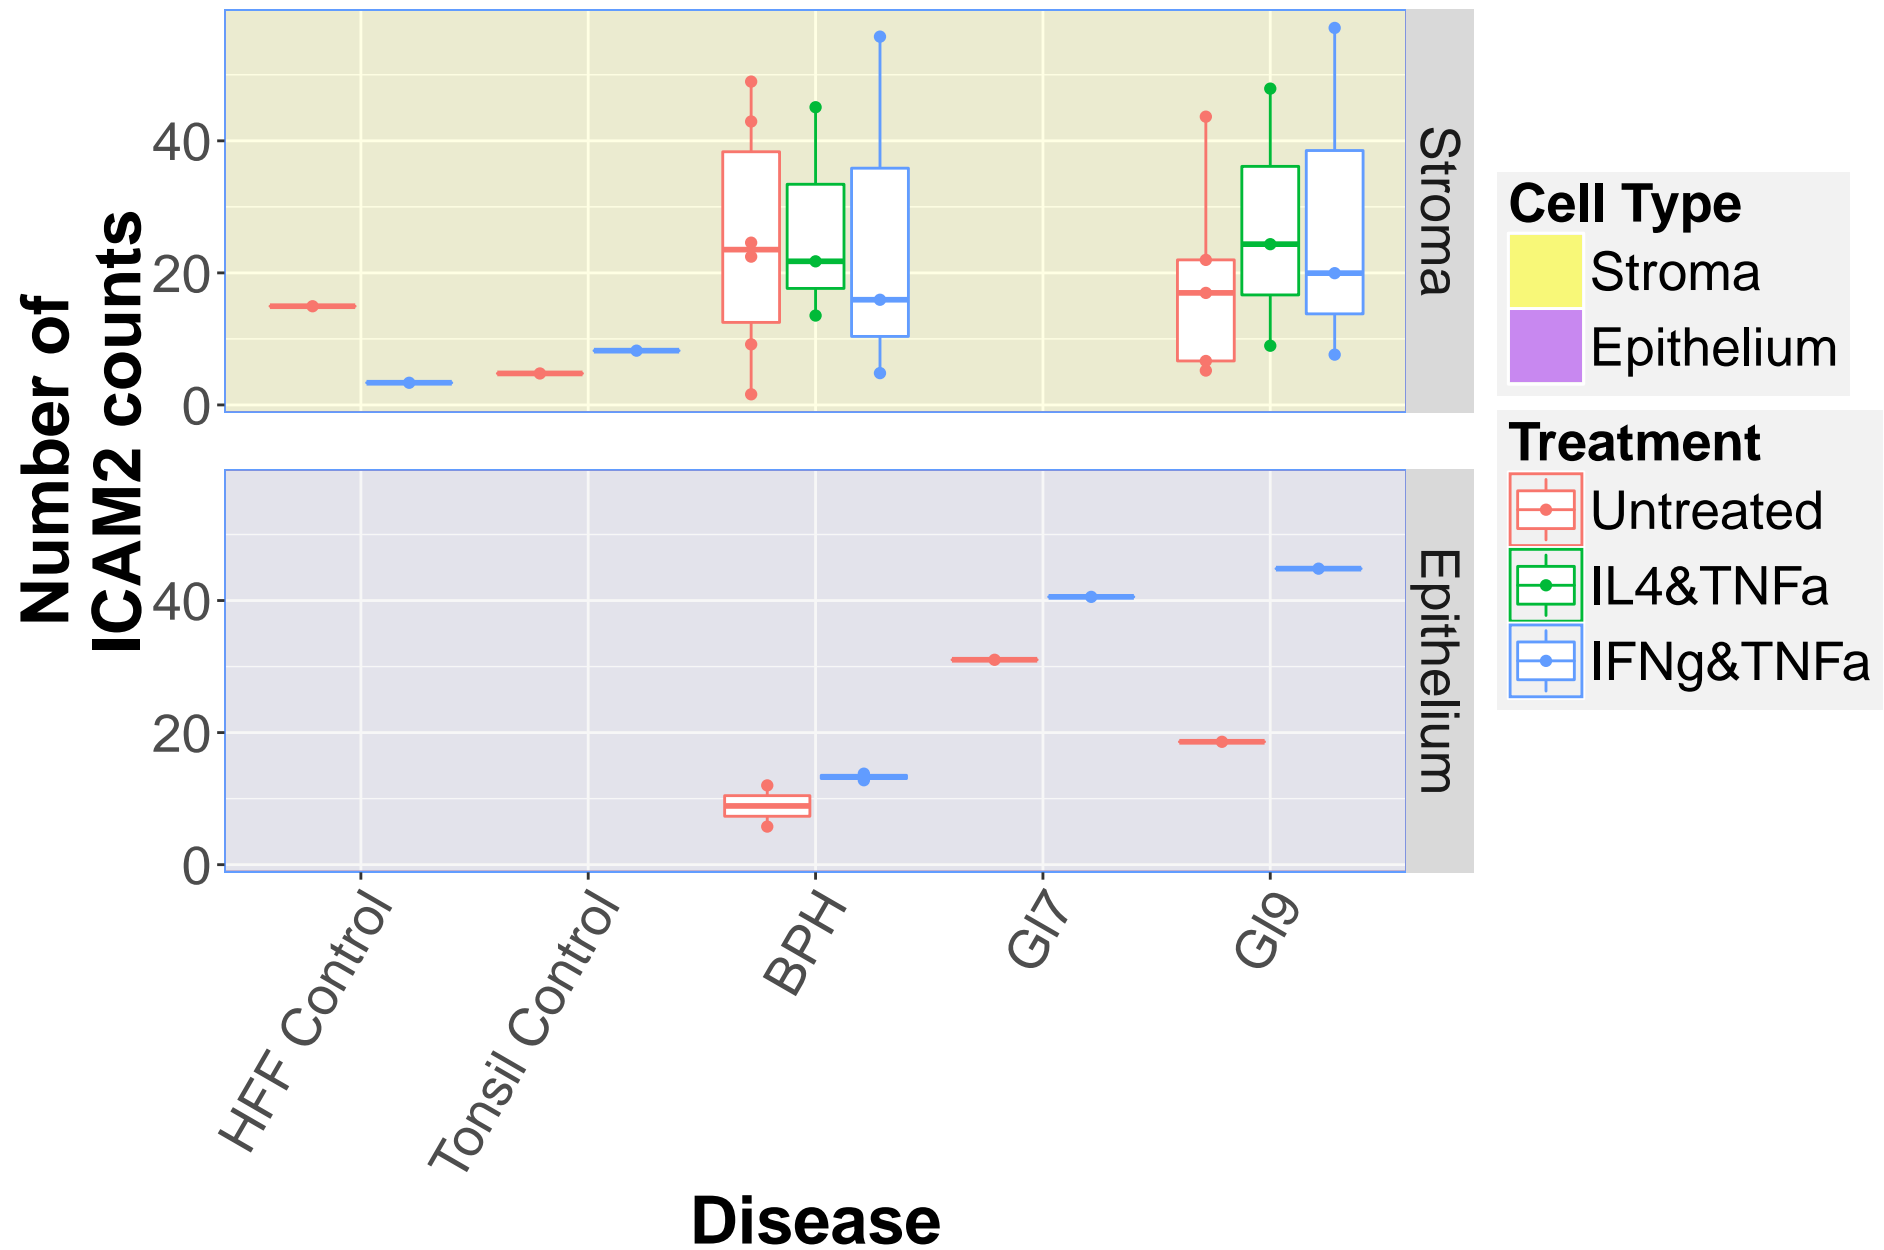 Number of
ICAM2 counts
40
20
0
Stroma
40
20
0
Epithelium
HFF Control
Tonsil Control
BPH
Gl7
Gl9
Disease
Cell Type
Stroma
Epithelium
Treatment
Untreated
IL4&TNFa
IFNg&TNFa